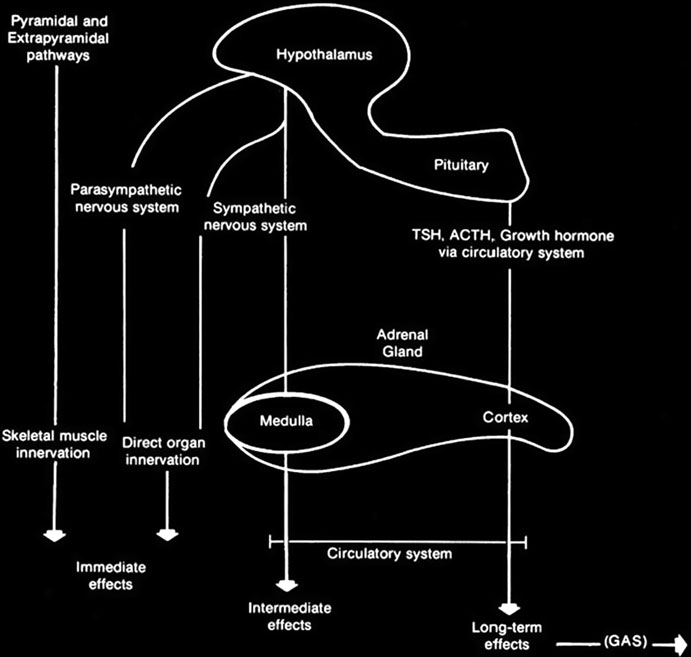 Pyramidal and
Extrapyramidal
pathways
Hypothalamus
Pituitary
Parasympathetic
nervous system
Sympathetic
nervous system
TSH, ACTH, Growth hormone
via circulatory system
Adrenal
Gland
Medulla
Cortex
Skeletal muscle
innervation
Direct organ
innervation
Circulatory system
Immediate
effects
Intermediate
effects
Long-term
effects
(GAS)